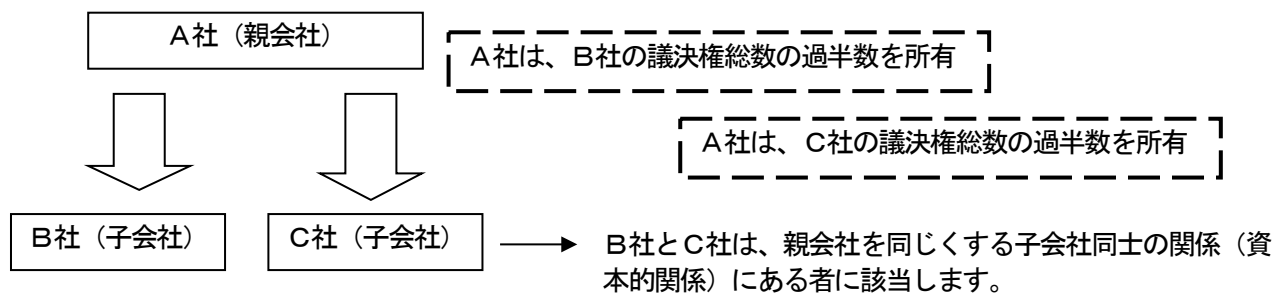 A社（親会社）
A社は、B社の議決権総数の過半数を所有
A社は、C社の議決権総数の過半数を所有
B社（子会社）
C社（子会社）
B社とC社は、親会社を同じくする子会社同士の関係（資
本的関係）にある者に該当します。